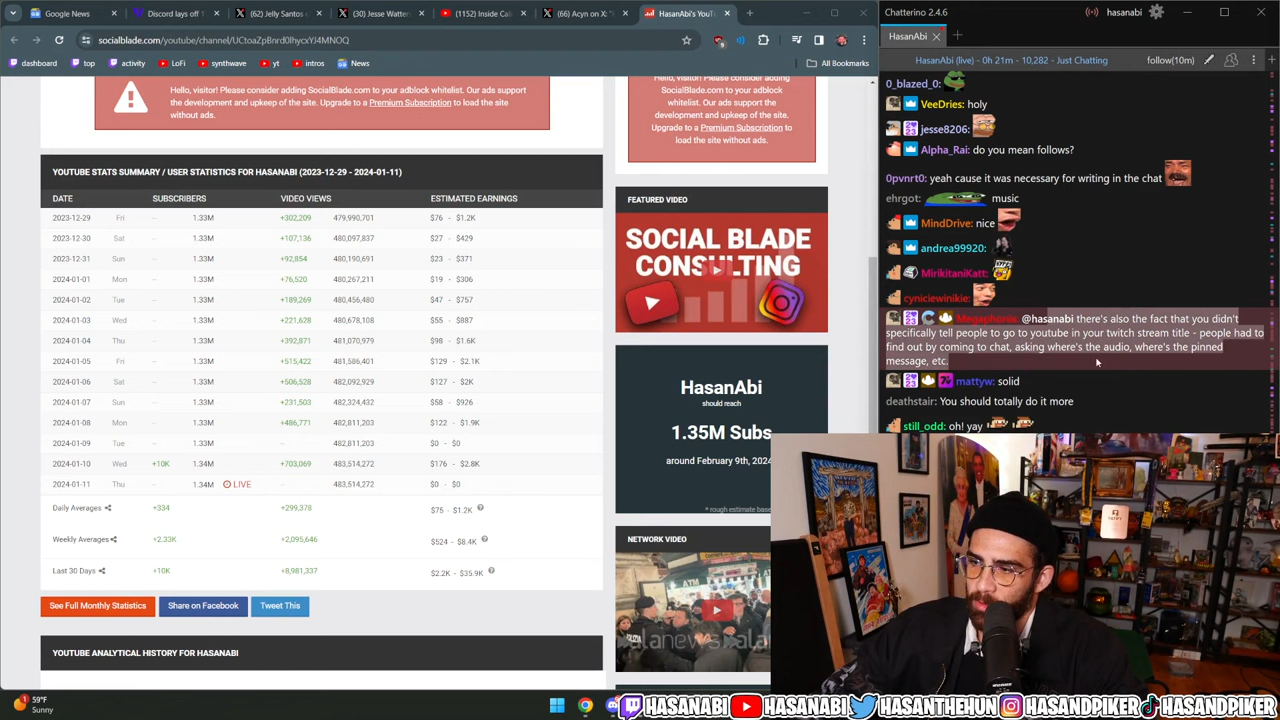 Google News
Discord lays off 1
(62) Jelly Santos
(30) Jesse Watter
(1152) Inside Cal
(66) Acyn on X:
HasanAbi's YouT
socialblade.com/youtube/channel/UCtoaZpBnrd0lhycxYJ4MNOQ
dashboard
top
activity
LoFi
synthwave
yt
intros
News
All Bookmarks
Hello, visitor! Please consider adding
SocialBlade.com to your adblock whitelist. Our ads support
the development and upkeep of the site. Upgrade to a
Premium Subscription to load the site
without ads.
Hello, visitor! Please consider adding
SocialBlade.com to your adblock
whitelist. Our ads support the
development and upkeep of the site.
Upgrade to a Premium Subscription to
load the site without ads.
YOUTUBE STATS SUMMARY / USER STATISTICS FOR HASANABI (2023-12-29 - 2024-01-11)
DATE SUBSCRIBERS VIDEO VIEWS ESTIMATED EARNINGS
2023-12-29 Fri -- 1.33M +302,209 479,990,701 $76 - $1.2K
2023-12-30 Sat -- 1.33M +107,136 480,097,837 $27 - $429
2023-12-31 Sun -- 1.33M +92,854 480,190,691 $23 - $371
2024-01-01 Mon -- 1.33M +76,520 480,267,211 $19 - $306
2024-01-02 Tue -- 1.33M +189,269 480,456,480 $47 - $757
2024-01-03 Wed -- 1.33M +221,628 480,678,108 $55 - $887
2024-01-04 Thu -- 1.33M +392,871 481,070,979 $98 - $1.6K
2024-01-05 Fri -- 1.33M +515,422 481,586,401 $129 - $2.1K
2024-01-06 Sat -- 1.33M +506,528 482,092,929 $127 - $2K
2024-01-07 Sun -- 1.33M +231,503 482,324,432 $58 - $926
2024-01-08 Mon -- 1.33M +486,771 482,811,203 $122 - $1.9K
2024-01-09 Tue -- 1.33M -- 482,811,203 $0 - $0
2024-01-10 Wed +10K 1.34M +703,069 483,514,272 $176 - $2.8K
2024-01-11 Thu 1.34M LIVE -- 483,514,272 $0 - $0
Daily Averages +334 +299,378 $75 - $1.2K
Weekly Averages +2.33K +2,095,646 $524 - $8.4K
Last 30 Days +10K +8,981,337 $2.2K - $35.9K
See Full Monthly Statistics
Share on Facebook
Tweet This
YOUTUBE ANALYTICAL HISTORY FOR HASANABI
FEATURED VIDEO
SOCIAL BLADE
CONSULTING
HasanAbi
should reach
1.35M Subs
around February 9th, 2024
* rough estimate base
NETWORK VIDEO
ATM
alanews
Chatterino 2.4.6
hasanabi
HasanAbi
HasanAbi (live) - 0h 21m - 10,282 - Just Chatting
follow(10m)
0_blazed_0:
VeeDries: holy
jesse8206:
Alpha_Rai: do you mean follows?
0pvnrt0: yeah cause it was necessary for writing in the chat
ehrgot: music
MindDrive: nice
andrea99920:
MirikitaniKatt:
cyniciewinikie:
Megaphonix: @hasanabi there's also the fact that you didn't
specifically tell people to go to youtube in your twitch stream title - people had to
find out by coming to chat, asking where's the audio, where's the pinned
message, etc.
mattyw: solid
deathstair: You should totally do it more
still_odd: oh! yay
59°F
Sunny
HASANABI HASANABI HASANTHEHUN HASANDPIKER HASANDPIKER